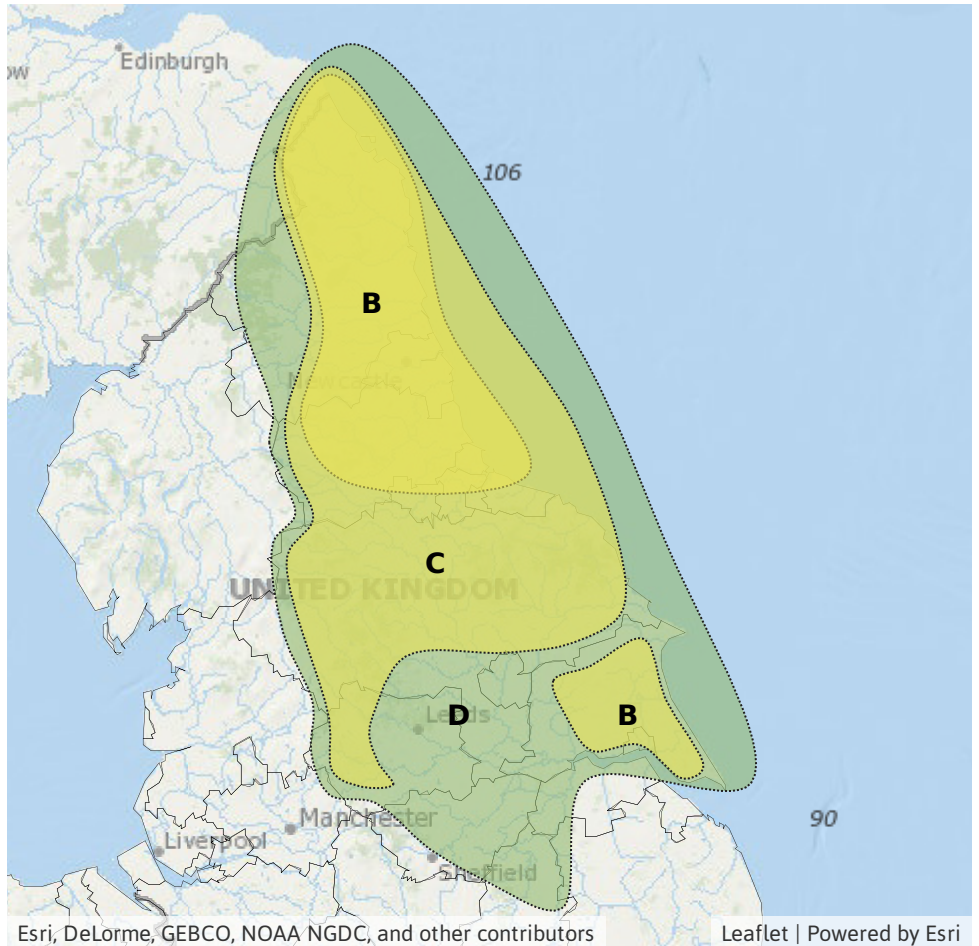 Edinburgh
ow
106
B
Newcastle
C
UNITED KINGDOM
D
Leeds
B
Manchester
90
Liverpool
Sheffield
Esri, DeLorme, GEBCO, NOAA NGDC, and other contributors
Leaflet | Powered by Esri